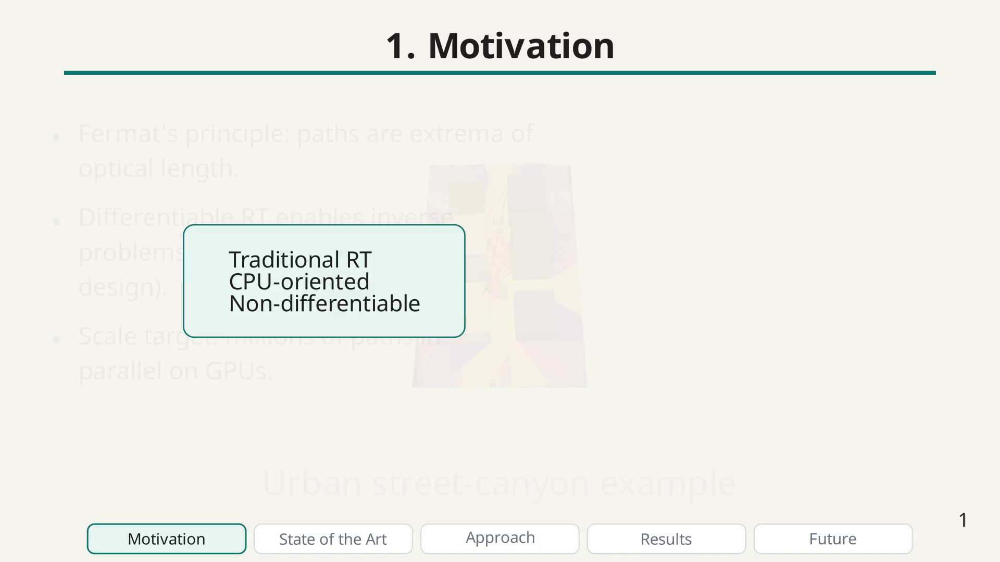 1. Motivation
Fermat's principle: paths are extrema of
optical length.
Differentiable RT enables inverse
problems
design).
Scale target: millions of paths in
parallel on GPUs.
RX
Traditional RT
CPU-oriented
Non-differentiable
Urban street-canyon example
1
Motivation
State of the Art
Approach
Results
Future